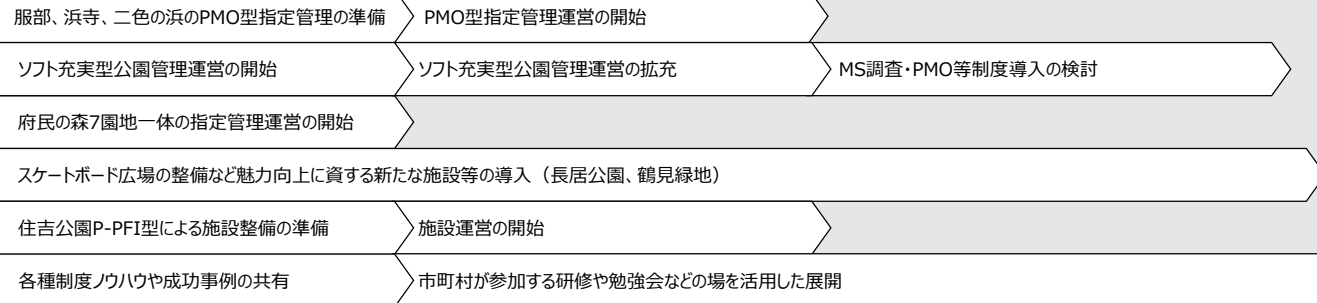 服部、浜寺、二色の浜のPMO型指定管理の準備 PMO型指定管理運営の開始
ソフト充実型公園管理運営の開始 ソフト充実型公園管理運営の拡充 MS調査・PMO等制度導入の検討
府民の森7園地一体の指定管理運営の開始
スケートボード広場の整備など魅力向上に資する新たな施設等の導入（長居公園、鶴見緑地）
住吉公園P-PFI型による施設整備の準備 施設運営の開始
各種制度ノウハウや成功事例の共有 市町村が参加する研修や勉強会などの場を活用した展開